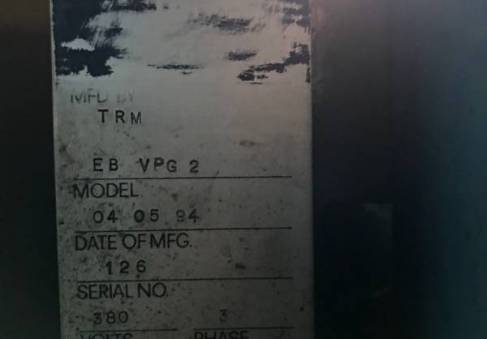 MFD BY
TRM
EB VPG 2
MODEL
04 05 94
DATE OF MFG.
126
SERIAL NO.
380 3
VOLTS PHASE